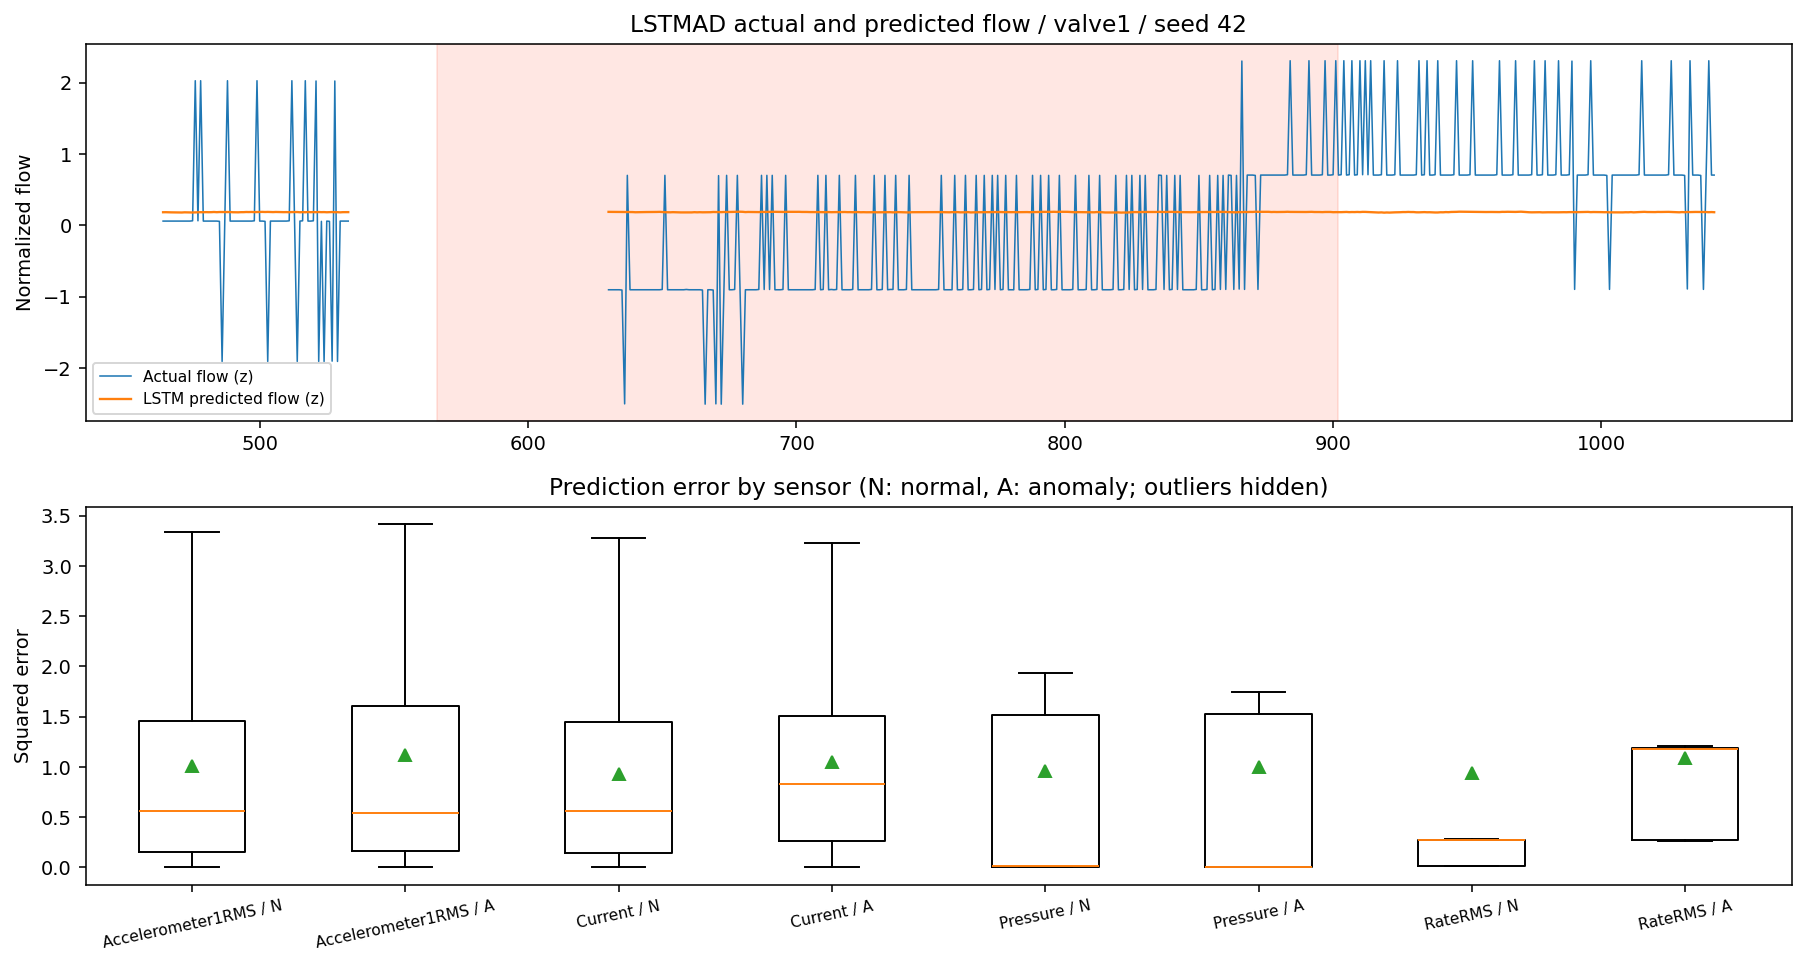 LSTMAD actual and predicted flow / valve1 / seed 42
Normalized flow
2
1
0
−1
−2
Actual flow (z)
LSTM predicted flow (z)
500 600 700 800 900 1000
Prediction error by sensor (N: normal, A: anomaly; outliers hidden)
Squared error
3.5
3.0
2.5
2.0
1.5
1.0
0.5
0.0
Accelerometer1RMS / N
Accelerometer1RMS / A
Current / N
Current / A
Pressure / N
Pressure / A
RateRMS / N
RateRMS / A